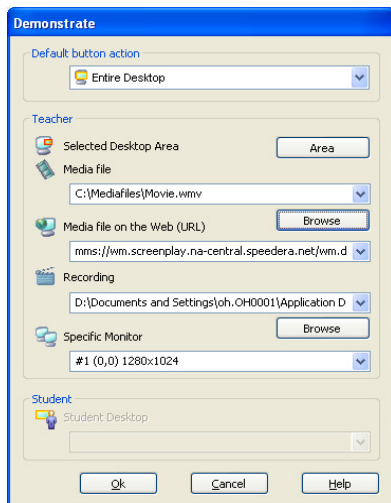 Demonstrate
Default button action
Entire Desktop
Teacher
Selected Desktop Area
Area
Media file
C:\Mediafiles\Movie.wmv
Browse
Media file on the Web (URL)
mms://wm.screenplay.na-central.speedera.net/wm.d
Recording
D:\Documents and Settings\oh.OH0001\Application D
Browse
Specific Monitor
#1 (0,0) 1280x1024
Student
Student Desktop
Ok Cancel Help